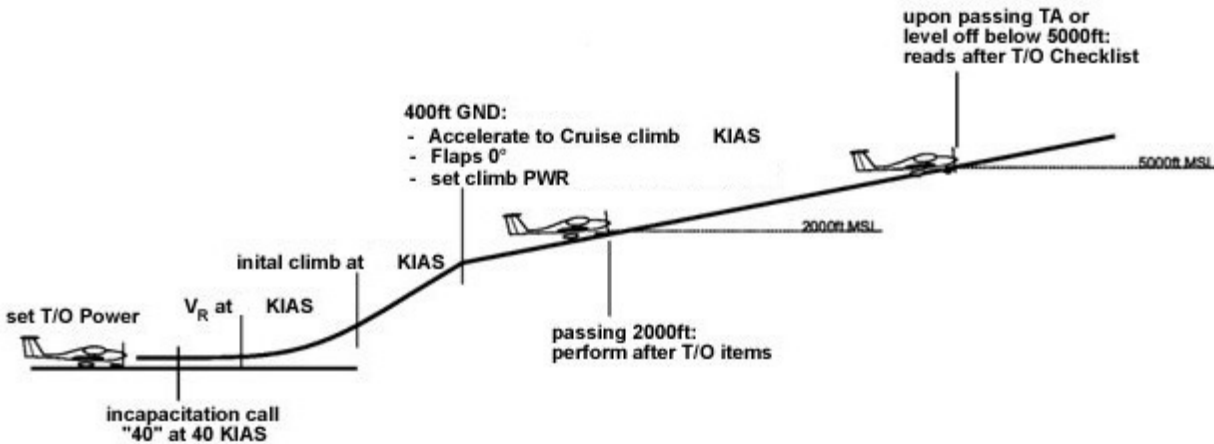 upon passing TA or
level off below 5000ft:
reads after T/O Checklist
400ft GND:
- Accelerate to Cruise climb KIAS
- Flaps 0°
- set climb PWR
5000ft MSL
2000ft MSL
inital climb at KIAS
VR at KIAS
set T/O Power
passing 2000ft:
perform after T/O items
incapacitation call
"40" at 40 KIAS